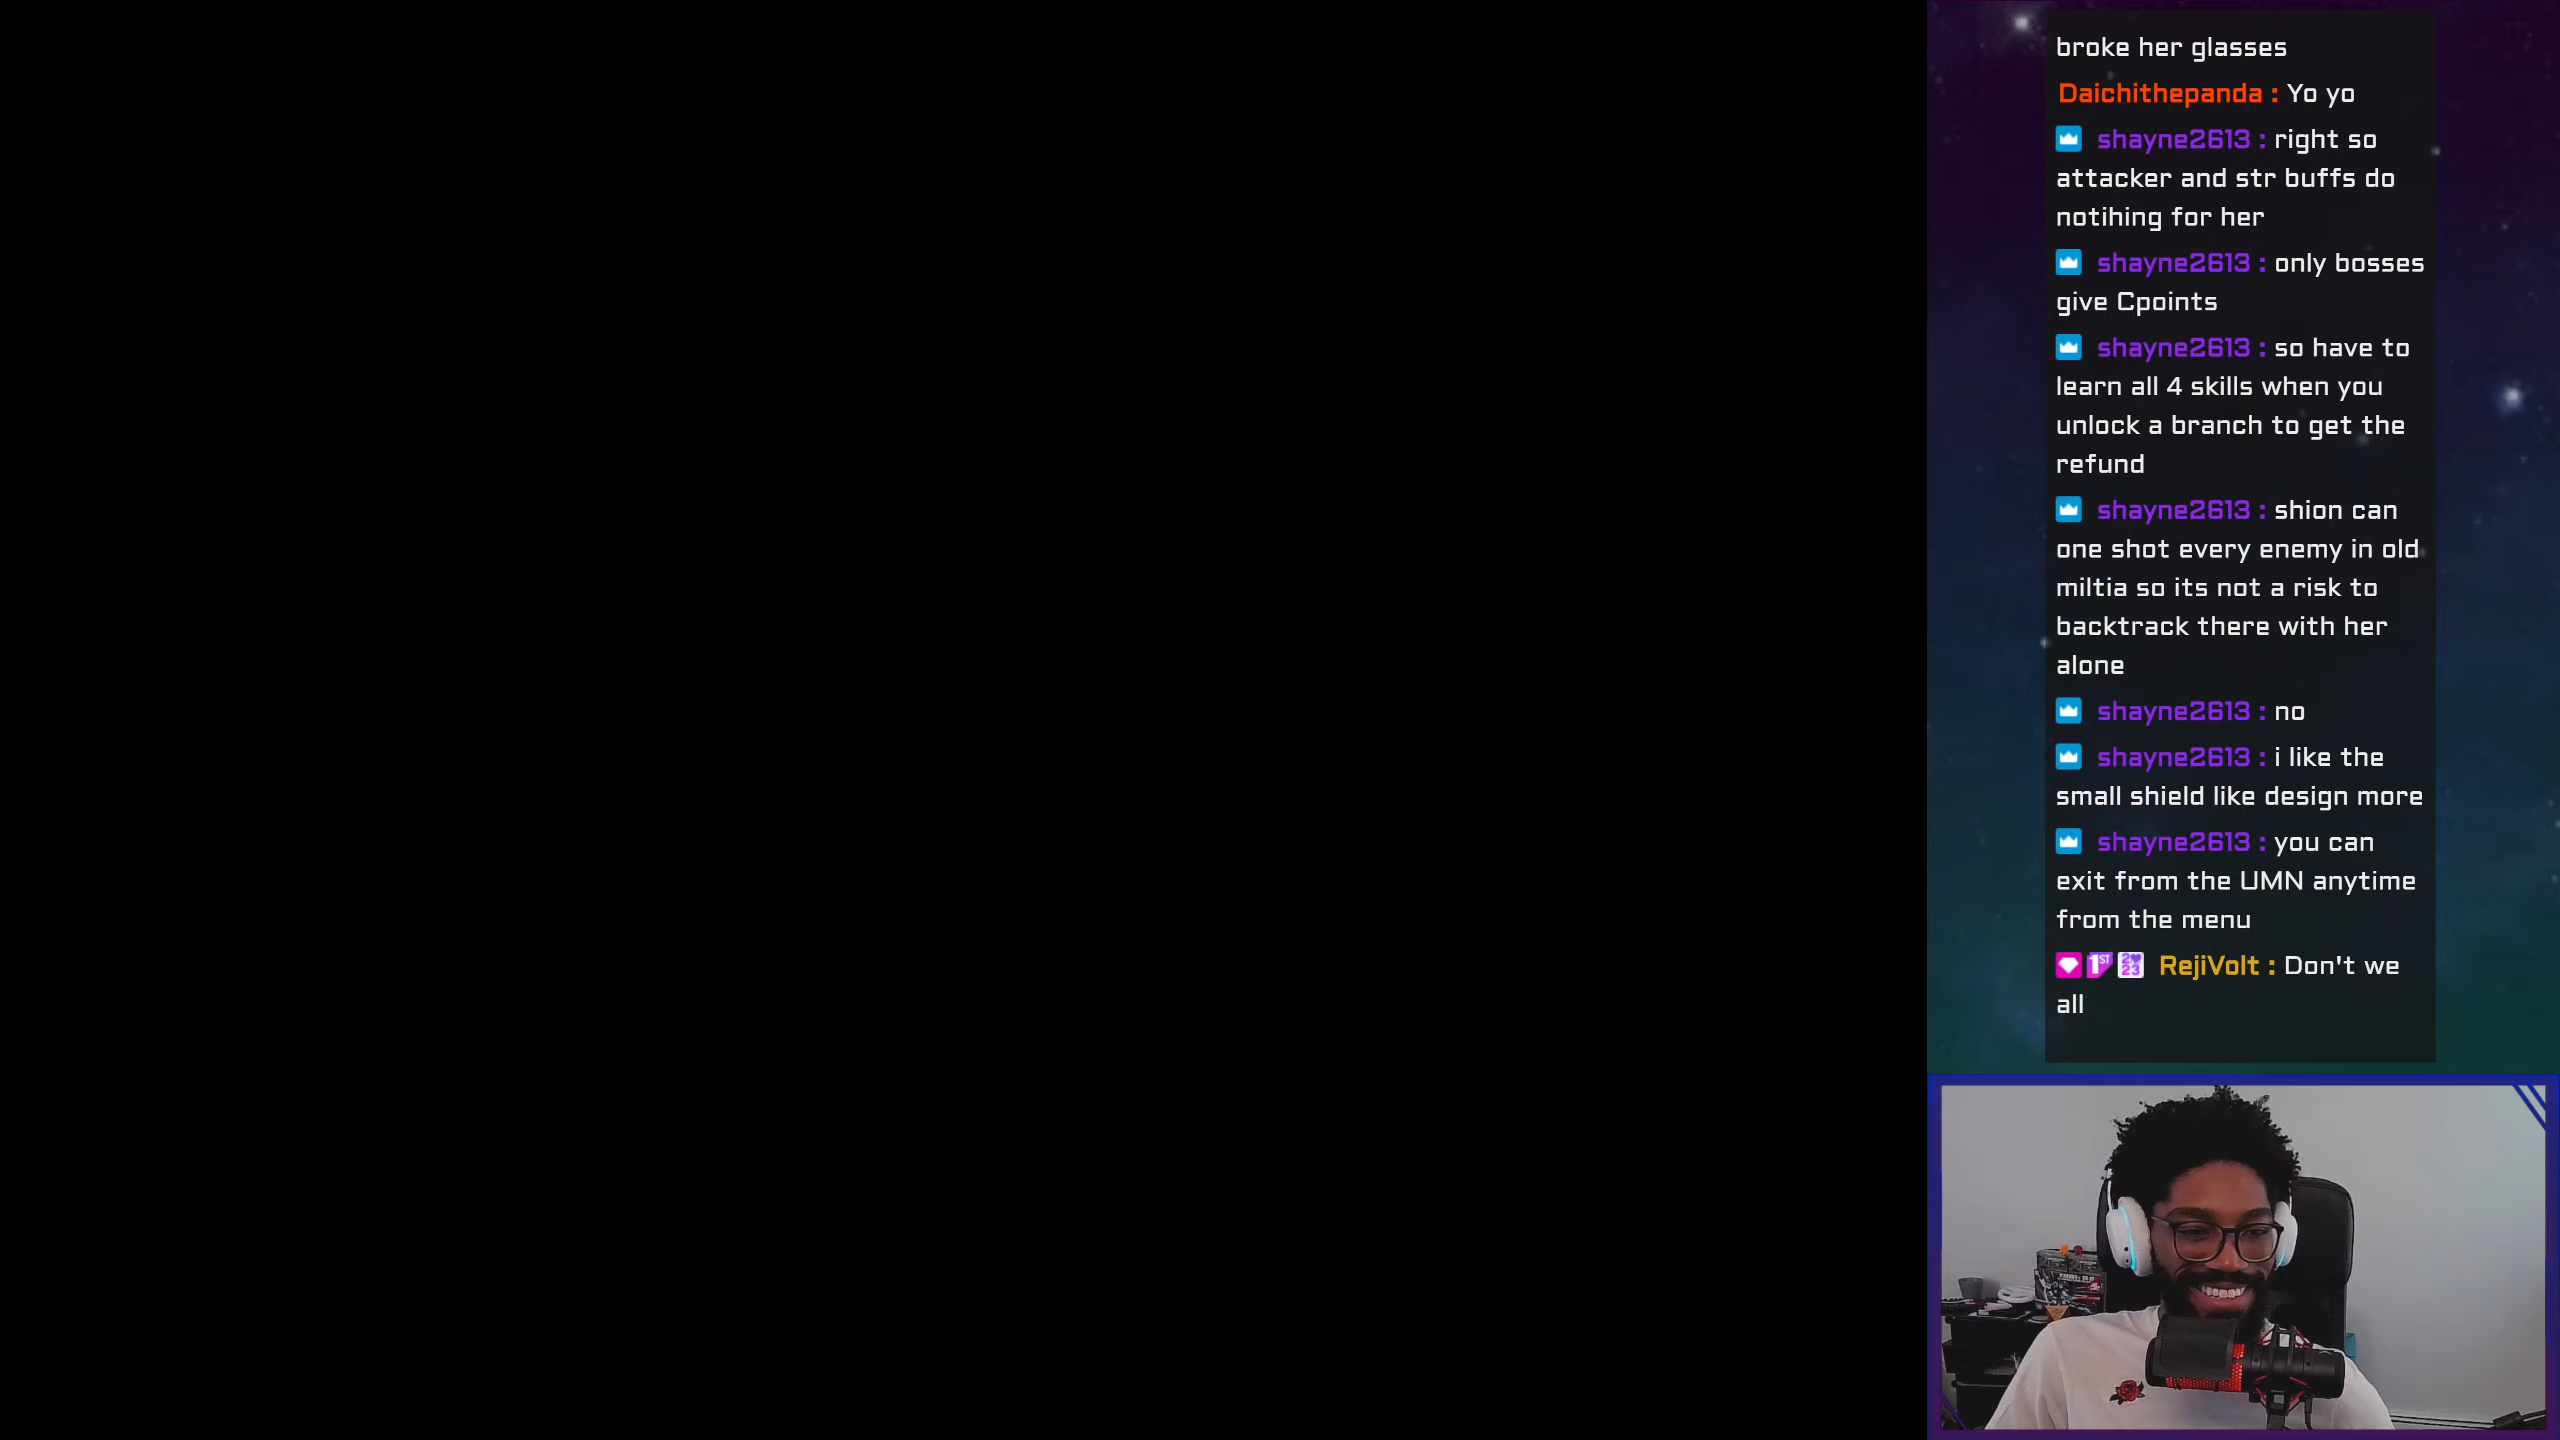 broke her glasses
Daichithepanda : Yo yo
shayne2613 : right so
attacker and str buffs do
notihing for her
shayne2613 : only bosses
give Cpoints
shayne2613 : so have to
learn all 4 skills when you
unlock a branch to get the
refund
shayne2613 : shion can
one shot every enemy in old
miltia so its not a risk to
backtrack there with her
alone
shayne2613 : no
shayne2613 : i like the
small shield like design more
shayne2613 : you can
exit from the UMN anytime
from the menu
1ST 23 RejiVolt : Don't we
all